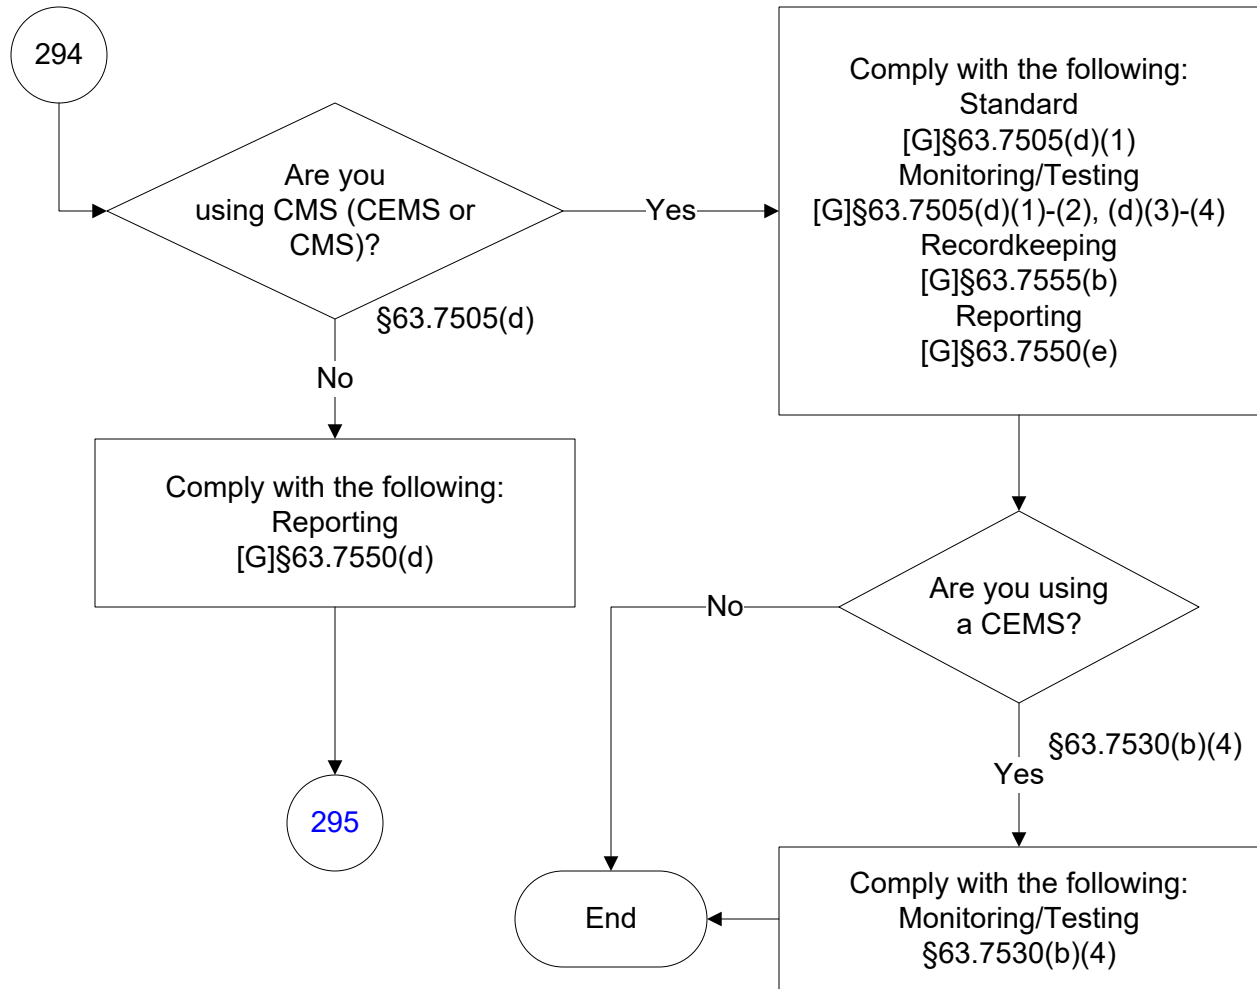 294
Are you
using CMS (CEMS or
CMS)?
§63.7505(d)
Yes
Comply with the following:
Standard
[G]§63.7505(d)(1)
Monitoring/Testing
[G]§63.7505(d)(1)-(2), (d)(3)-(4)
Recordkeeping
[G]§63.7555(b)
Reporting
[G]§63.7550(e)
No
Comply with the following:
Reporting
[G]§63.7550(d)
295
Are you using
a CEMS?
No
§63.7530(b)(4)
Yes
Comply with the following:
Monitoring/Testing
§63.7530(b)(4)
End